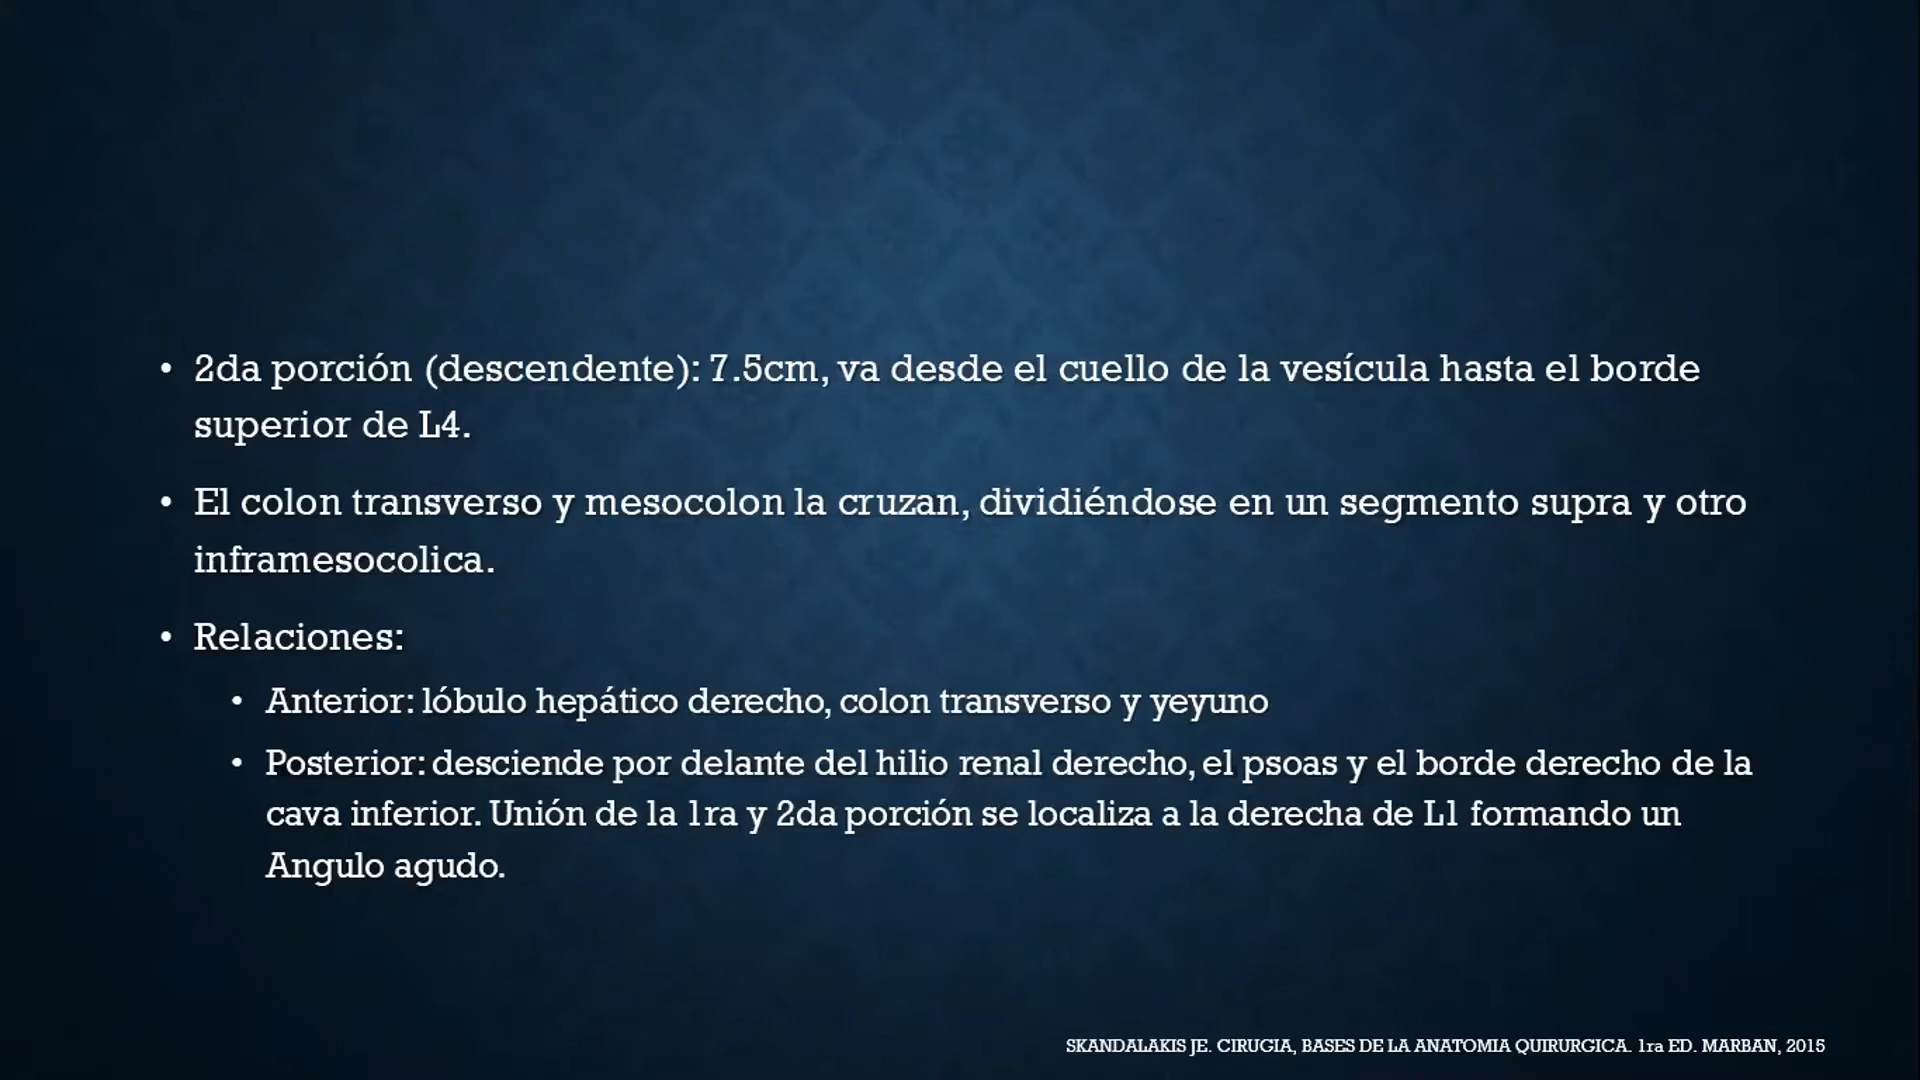 • 2da porción (descendente): 7.5cm, va desde el cuello de la vesícula hasta el borde
superior de L4.
• El colon transverso y mesocolon la cruzan, dividiéndose en un segmento supra y otro
inframesocolica.
• Relaciones:
• Anterior: lóbulo hepático derecho, colon transverso y yeyuno
• Posterior: desciende por delante del hilio renal derecho, el psoas y el borde derecho de la
cava inferior. Unión de la 1ra y 2da porción se localiza a la derecha de L1 formando un
Angulo agudo.
SKANDALAKIS JE. CIRUGIA, BASES DE LA ANATOMIA QUIRURGICA. 1ra ED. MARBAN, 2015